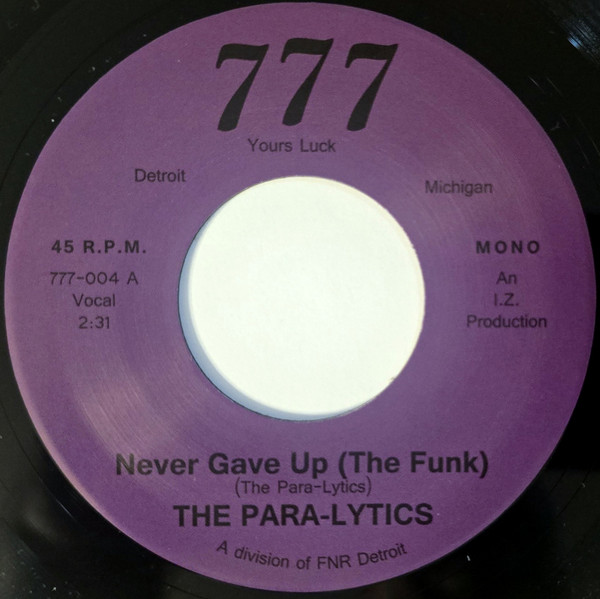 777
Yours Luck
Detroit
Michigan
45 R.P.M.
777-004 A
Vocal
2:31
MONO
An
I.Z.
Production
Never Gave Up (The Funk)
(The Para-Lytics)
THE PARA-LYTICS
A division of FNR Detroit